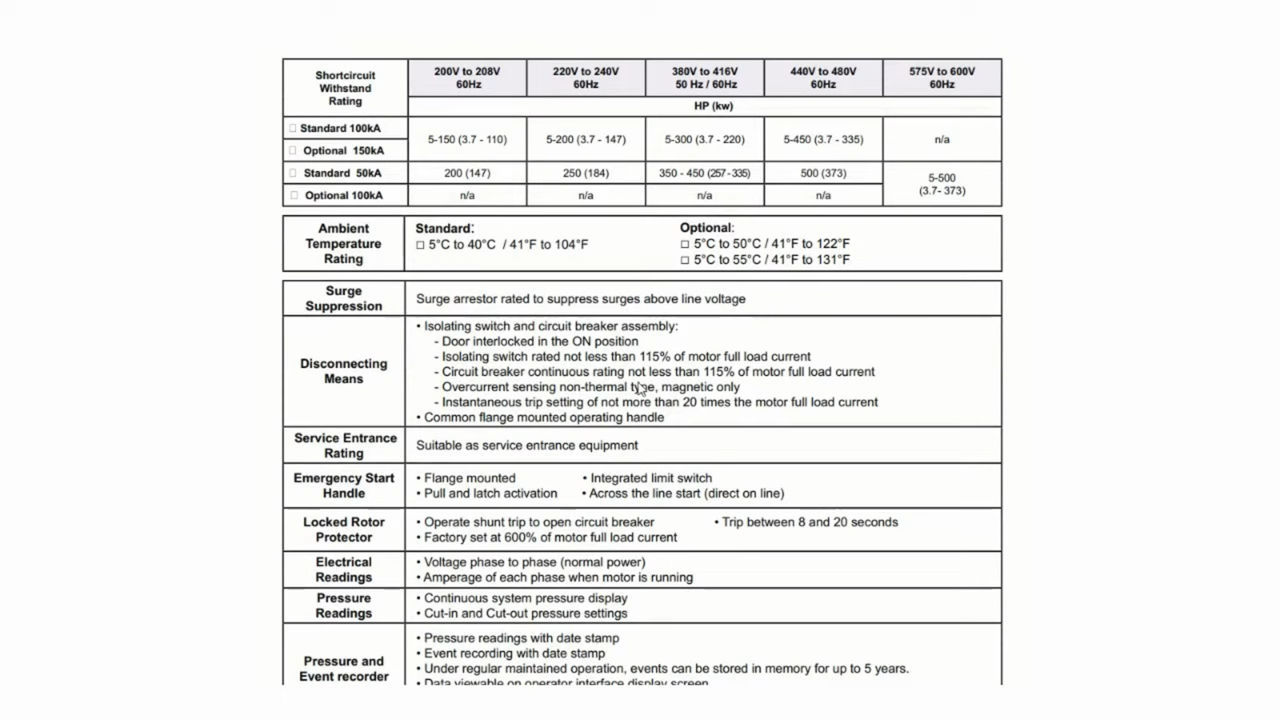 Shortcircuit
Withstand
Rating
200V to 208V
60Hz
220V to 240V
60Hz
380V to 416V
50 Hz / 60Hz
440V to 480V
60Hz
575V to 600V
60Hz
HP (kw)
□ Standard 100kA
□ Optional 150kA
5-150 (3.7 - 110)
5-200 (3.7 - 147)
5-300 (3.7 - 220)
5-450 (3.7 - 335)
n/a
□ Standard 50kA
200 (147)
250 (184)
350 - 450 (257-335)
500 (373)
5-500
(3.7- 373)
□ Optional 100kA
n/a
n/a
n/a
n/a
Ambient
Temperature
Rating
Standard:
□ 5°C to 40°C / 41°F to 104°F
Optional:
□ 5°C to 50°C / 41°F to 122°F
□ 5°C to 55°C / 41°F to 131°F
Surge
Suppression
Surge arrestor rated to suppress surges above line voltage
Disconnecting
Means
• Isolating switch and circuit breaker assembly:
- Door interlocked in the ON position
- Isolating switch rated not less than 115% of motor full load current
- Circuit breaker continuous rating not less than 115% of motor full load current
- Overcurrent sensing non-thermal type, magnetic only
- Instantaneous trip setting of not more than 20 times the motor full load current
• Common flange mounted operating handle
Service Entrance
Rating
Suitable as service entrance equipment
Emergency Start
Handle
• Flange mounted • Integrated limit switch
• Pull and latch activation • Across the line start (direct on line)
Locked Rotor
Protector
• Operate shunt trip to open circuit breaker • Trip between 8 and 20 seconds
• Factory set at 600% of motor full load current
Electrical
Readings
• Voltage phase to phase (normal power)
• Amperage of each phase when motor is running
Pressure
Readings
• Continuous system pressure display
• Cut-in and Cut-out pressure settings
Pressure and
Event recorder
• Pressure readings with date stamp
• Event recording with date stamp
• Under regular maintained operation, events can be stored in memory for up to 5 years.
• Data viewable on operator interface display screen